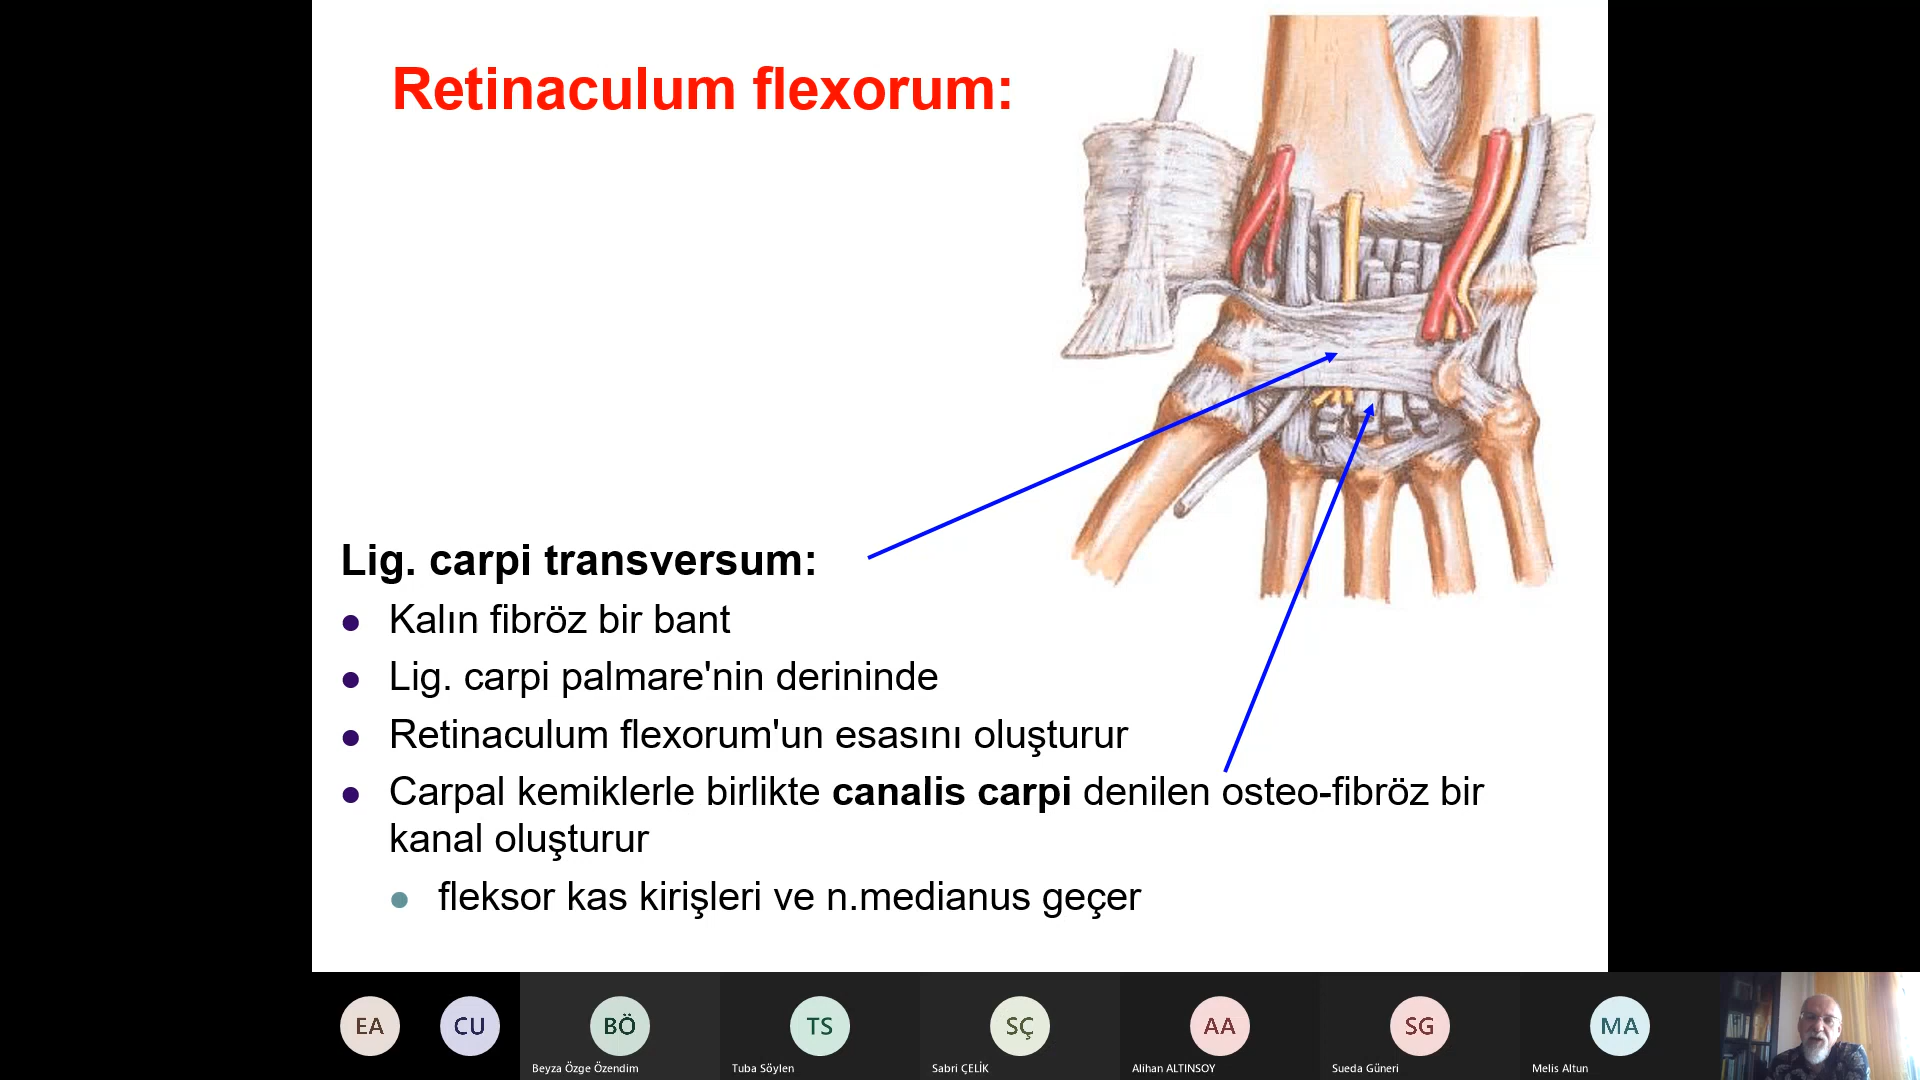 Retinaculum flexorum:
Lig. carpi transversum:
Kalın fibröz bir bant
Lig. carpi palmare'nin derininde
Retinaculum flexorum'un esasını oluşturur
Carpal kemiklerle birlikte canalis carpi denilen osteo-fibröz bir
kanal oluşturur
fleksor kas kirişleri ve n.medianus geçer
EA
CU
BÖ
TS
SÇ
AA
SG
MA
Beyza Özge Özendim
Tuba Söylen
Sabri ÇELİK
Alihan ALTINSOY
Sueda Güneri
Melis Altun